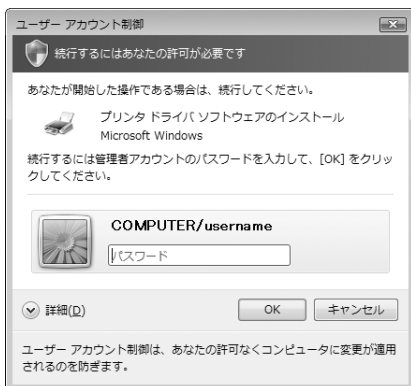 ユーザー アカウント制御
続行するにはあなたの許可が必要です
あなたが開始した操作である場合は、続行してください。
プリンタ ドライバ ソフトウェアのインストール
Microsoft Windows
続行するには管理者アカウントのパスワードを入力して、[OK] をクリッ
クしてください。
COMPUTER/username
パスワード
詳細(D)
OK
キャンセル
ユーザー アカウント制御は、あなたの許可なくコンピュータに変更が適用
されるのを防ぎます。